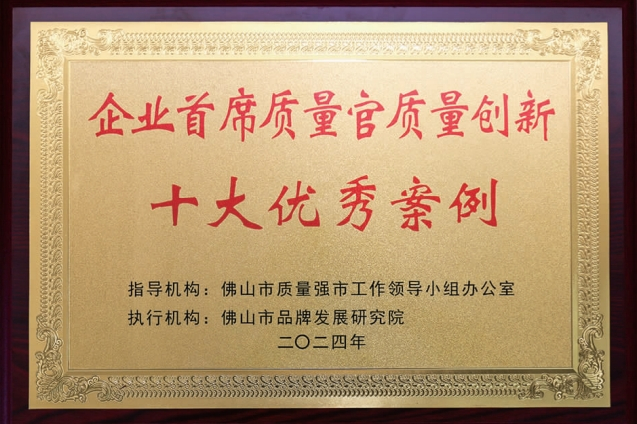 企业首席质量官质量创新
十大优秀案例
指导机构：佛山市质量强市工作领导小组办公室
执行机构：佛山市品牌发展研究院
二〇二四年